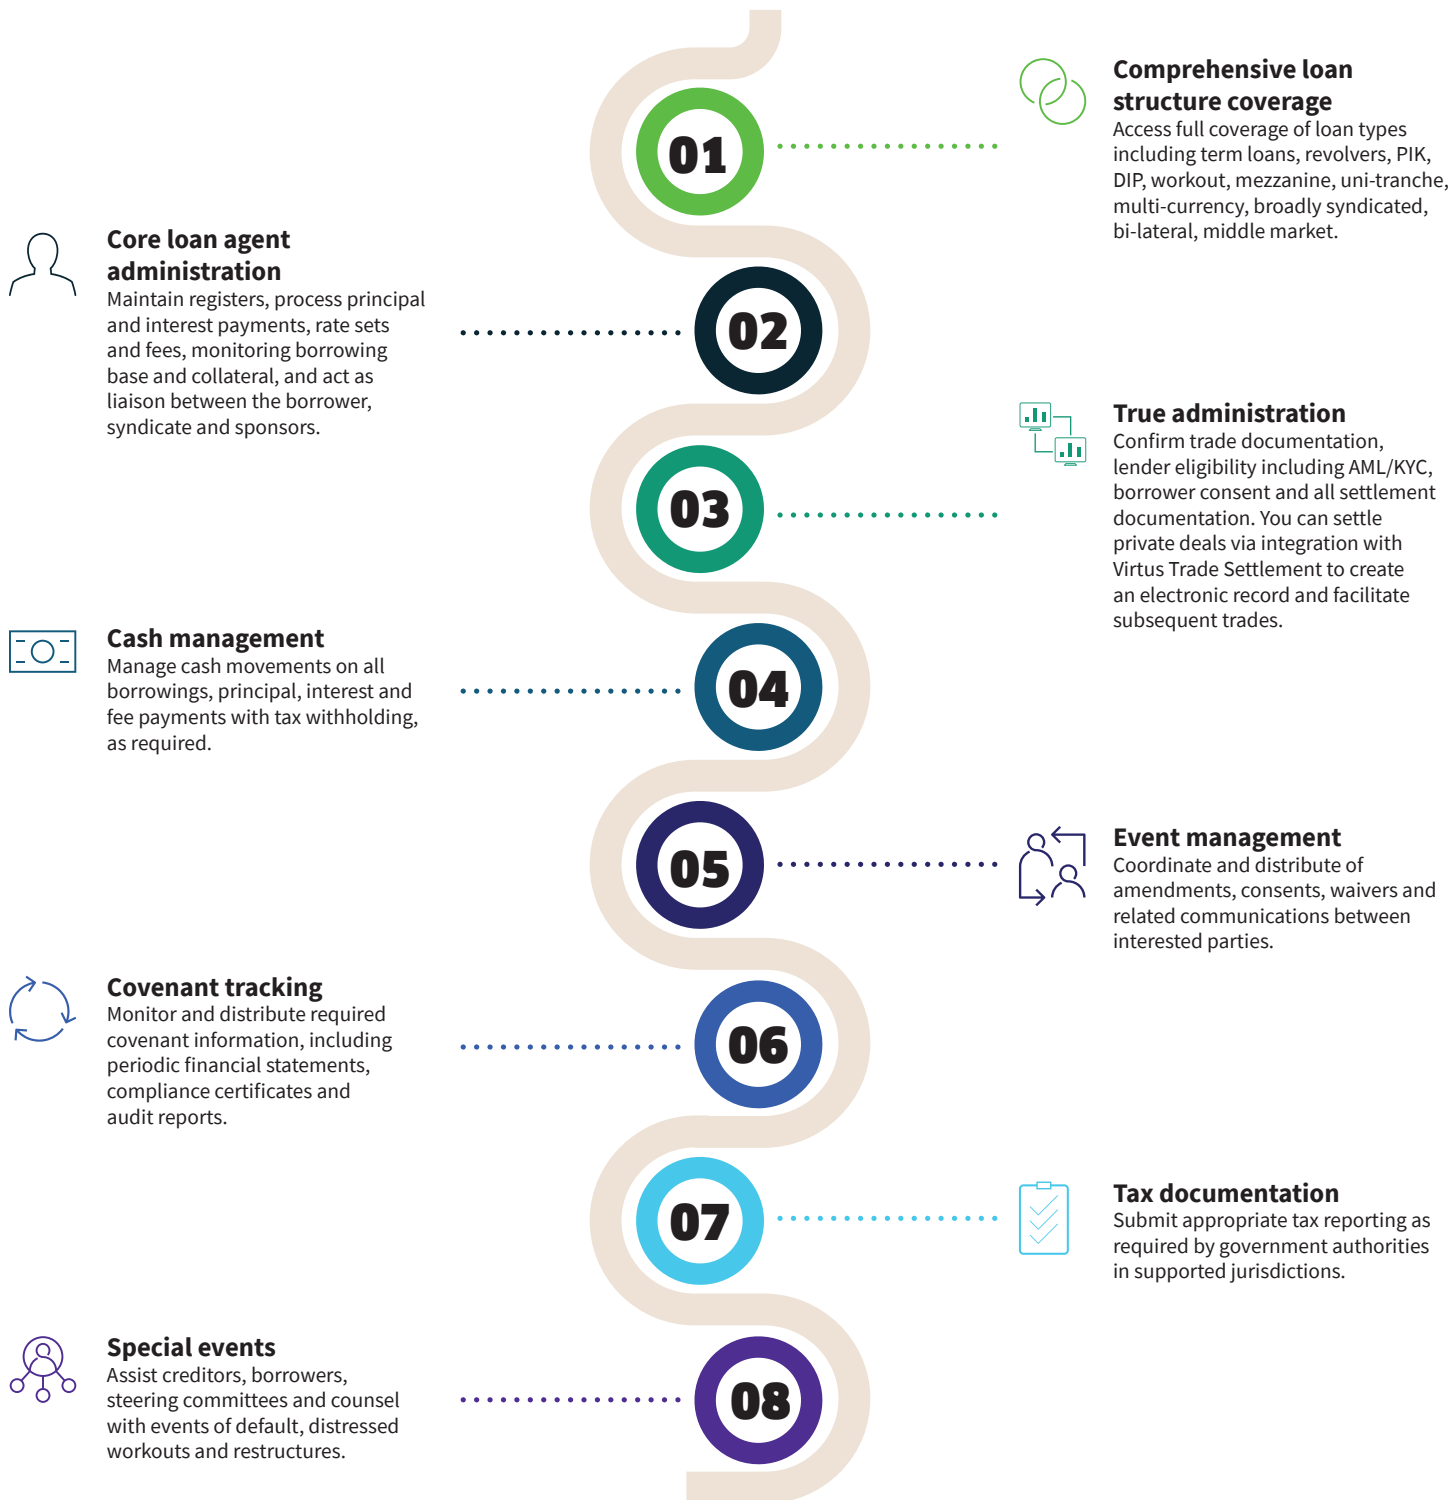 01
Comprehensive loan
structure coverage
Access full coverage of loan types
including term loans, revolvers, PIK,
DIP, workout, mezzanine, uni-tranche,
multi-currency, broadly syndicated,
bi-lateral, middle market.
Core loan agent
administration
Maintain registers, process principal
and interest payments, rate sets
and fees, monitoring borrowing
base and collateral, and act as
liaison between the borrower,
syndicate and sponsors.
02
03
True administration
Confirm trade documentation,
lender eligibility including AML/KYC,
borrower consent and all settlement
documentation. You can settle
private deals via integration with
Virtus Trade Settlement to create
an electronic record and facilitate
subsequent trades.
Cash management
Manage cash movements on all
borrowings, principal, interest and
fee payments with tax withholding,
as required.
04
05
Event management
Coordinate and distribute of
amendments, consents, waivers and
related communications between
interested parties.
Covenant tracking
Monitor and distribute required
covenant information, including
periodic financial statements,
compliance certificates and
audit reports.
06
07
Tax documentation
Submit appropriate tax reporting as
required by government authorities
in supported jurisdictions.
Special events
Assist creditors, borrowers,
steering committees and counsel
with events of default, distressed
workouts and restructures.
08